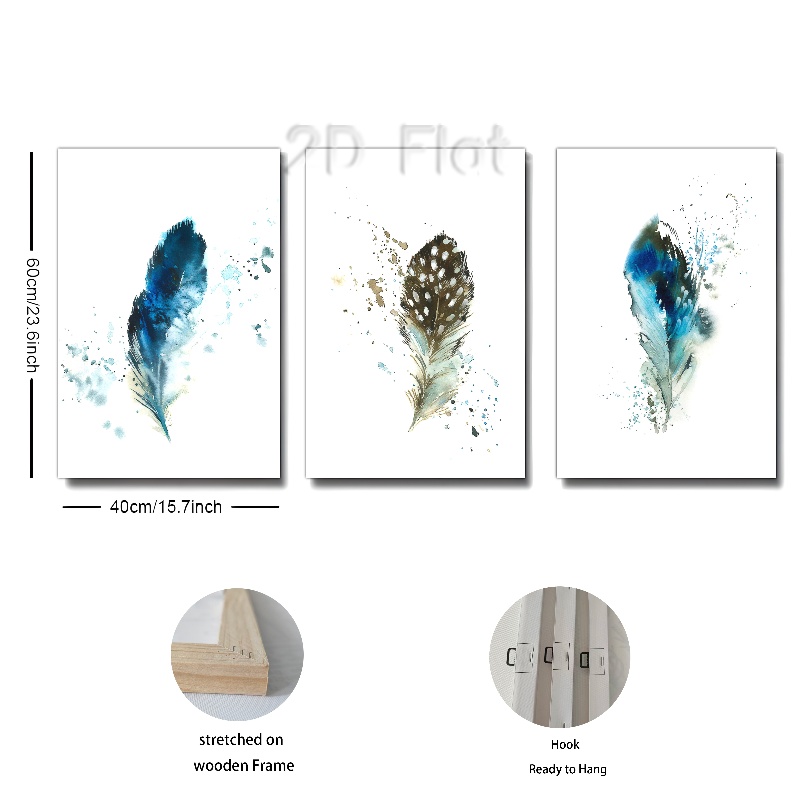 2D Flat
60cm/23.6inch
40cm/15.7inch
stretched on
wooden Frame
Hook
Ready to Hang